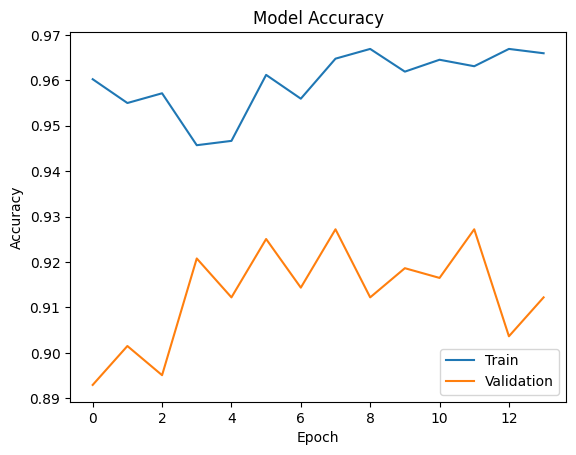 Model Accuracy
Accuracy
0.97
0.96
0.95
0.94
0.93
0.92
0.91
0.90
0.89
0 2 4 6 8 10 12
Epoch
Train
Validation